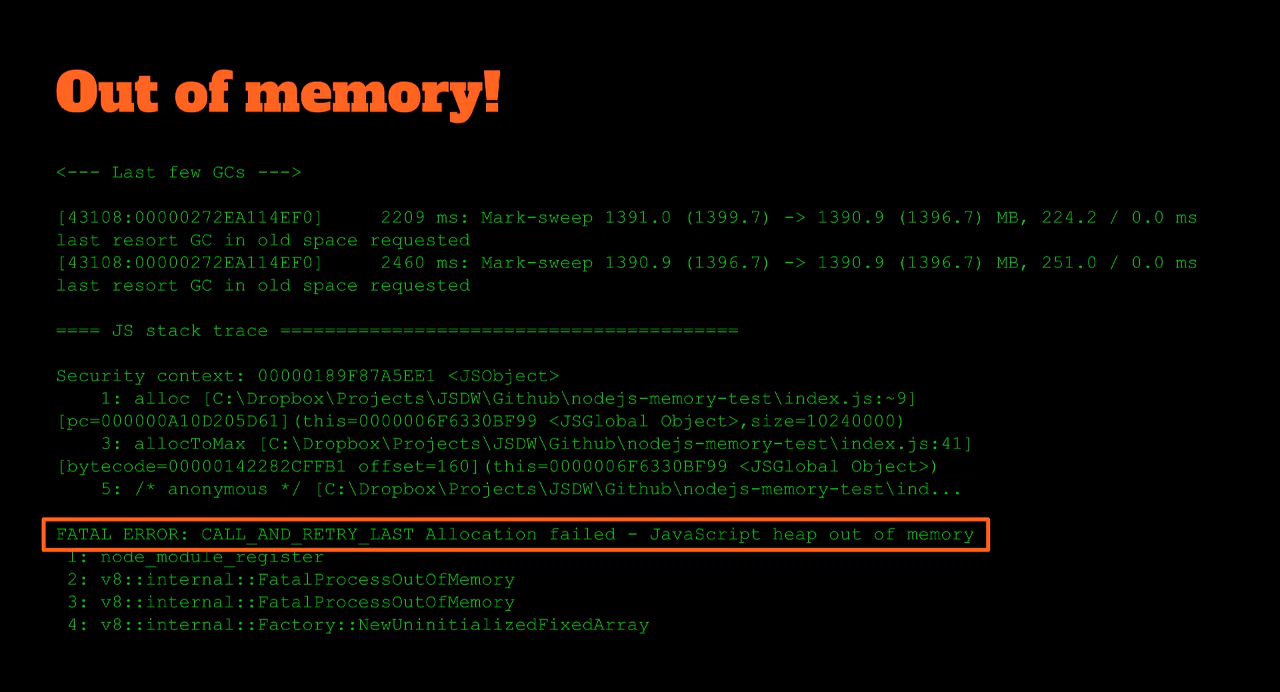 Out of memory!
<--- Last few GCs --->
[43108:00000272EA114EF0]     2209 ms: Mark-sweep 1391.0 (1399.7) -> 1390.9 (1396.7) MB, 224.2 / 0.0 ms
last resort GC in old space requested
[43108:00000272EA114EF0]     2460 ms: Mark-sweep 1390.9 (1396.7) -> 1390.9 (1396.7) MB, 251.0 / 0.0 ms
last resort GC in old space requested
==== JS stack trace =========================================
Security context: 00000189F87A5EE1 <JSObject>
    1: alloc [C:\Dropbox\Projects\JSDW\Github\nodejs-memory-test\index.js:~9]
[pc=000000A10D205D61](this=0000006F6330BF99 <JSGlobal Object>,size=10240000)
    3: allocToMax [C:\Dropbox\Projects\JSDW\Github\nodejs-memory-test\index.js:41]
[bytecode=00000142282CFFB1 offset=160](this=0000006F6330BF99 <JSGlobal Object>)
    5: /* anonymous */ [C:\Dropbox\Projects\JSDW\Github\nodejs-memory-test\ind...
FATAL ERROR: CALL_AND_RETRY_LAST Allocation failed - JavaScript heap out of memory
 1: node_module_register
 2: v8::internal::FatalProcessOutOfMemory
 3: v8::internal::FatalProcessOutOfMemory
 4: v8::internal::Factory::NewUninitializedFixedArray